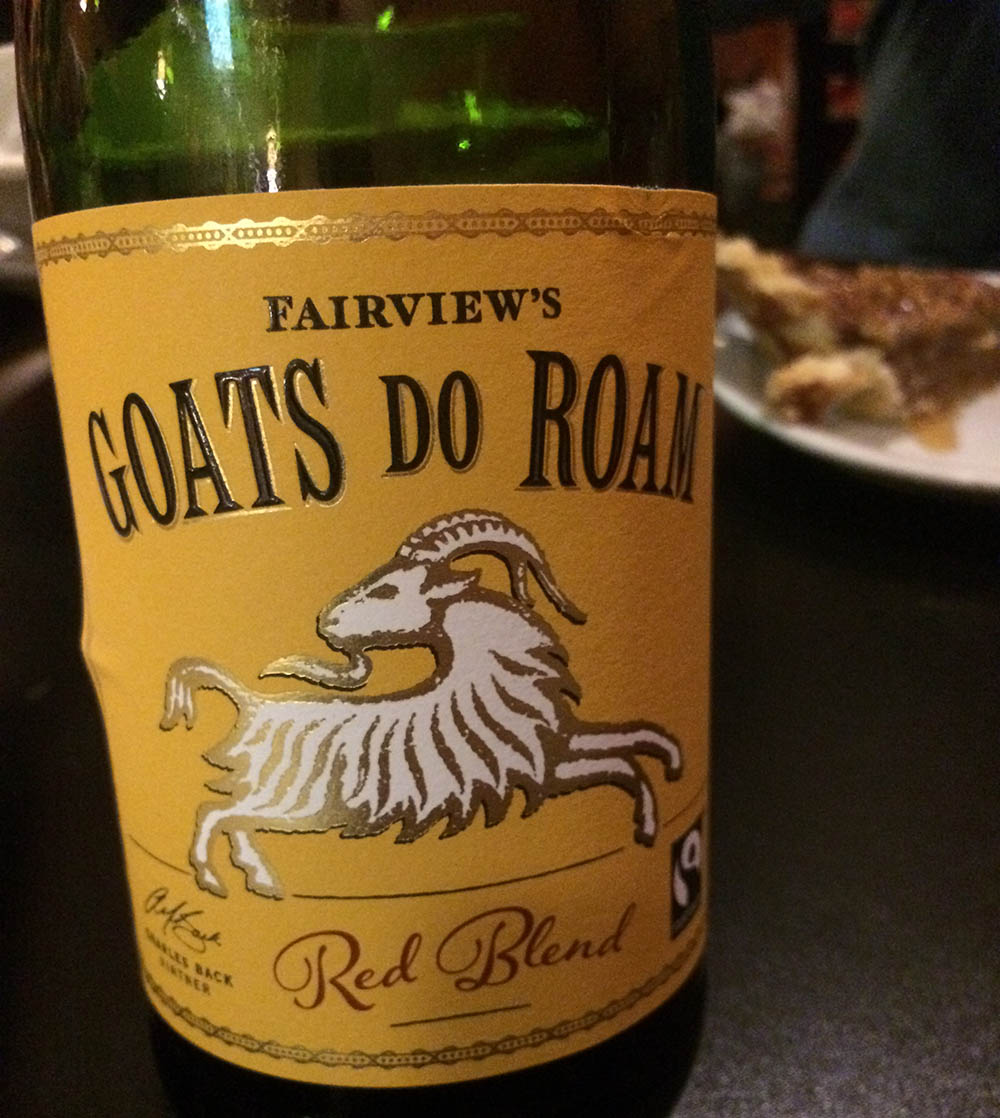 FAIRVIEW'S
GOATS DO ROAM
Red Blend
CHARLES BACK
VINTNER